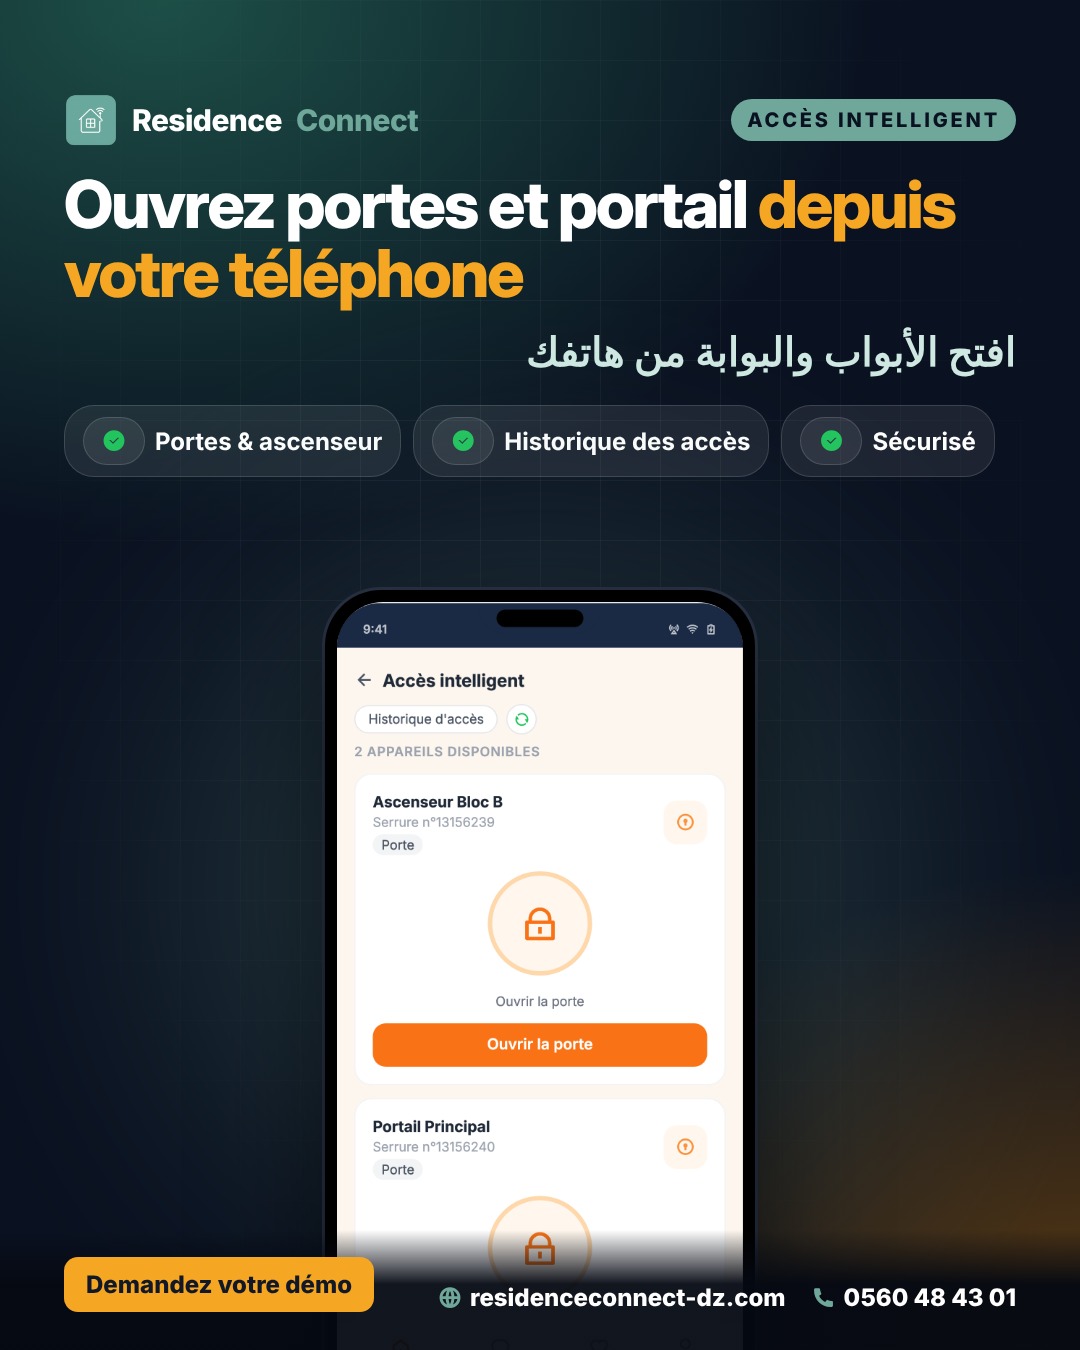 Residence Connect
ACCÈS INTELLIGENT
Ouvrez portes et portail depuis
votre téléphone
افتح الأبواب والبوابة من هاتفك
Portes & ascenseur
Historique des accès
Sécurisé
9:41
Accès intelligent
Historique d'accès
2 APPAREILS DISPONIBLES
Ascenseur Bloc B
Serrure n°13156239
Porte
Ouvrir la porte
Ouvrir la porte
Portail Principal
Serrure n°13156240
Porte
Demandez votre démo
residenceconnect-dz.com
0560 48 43 01